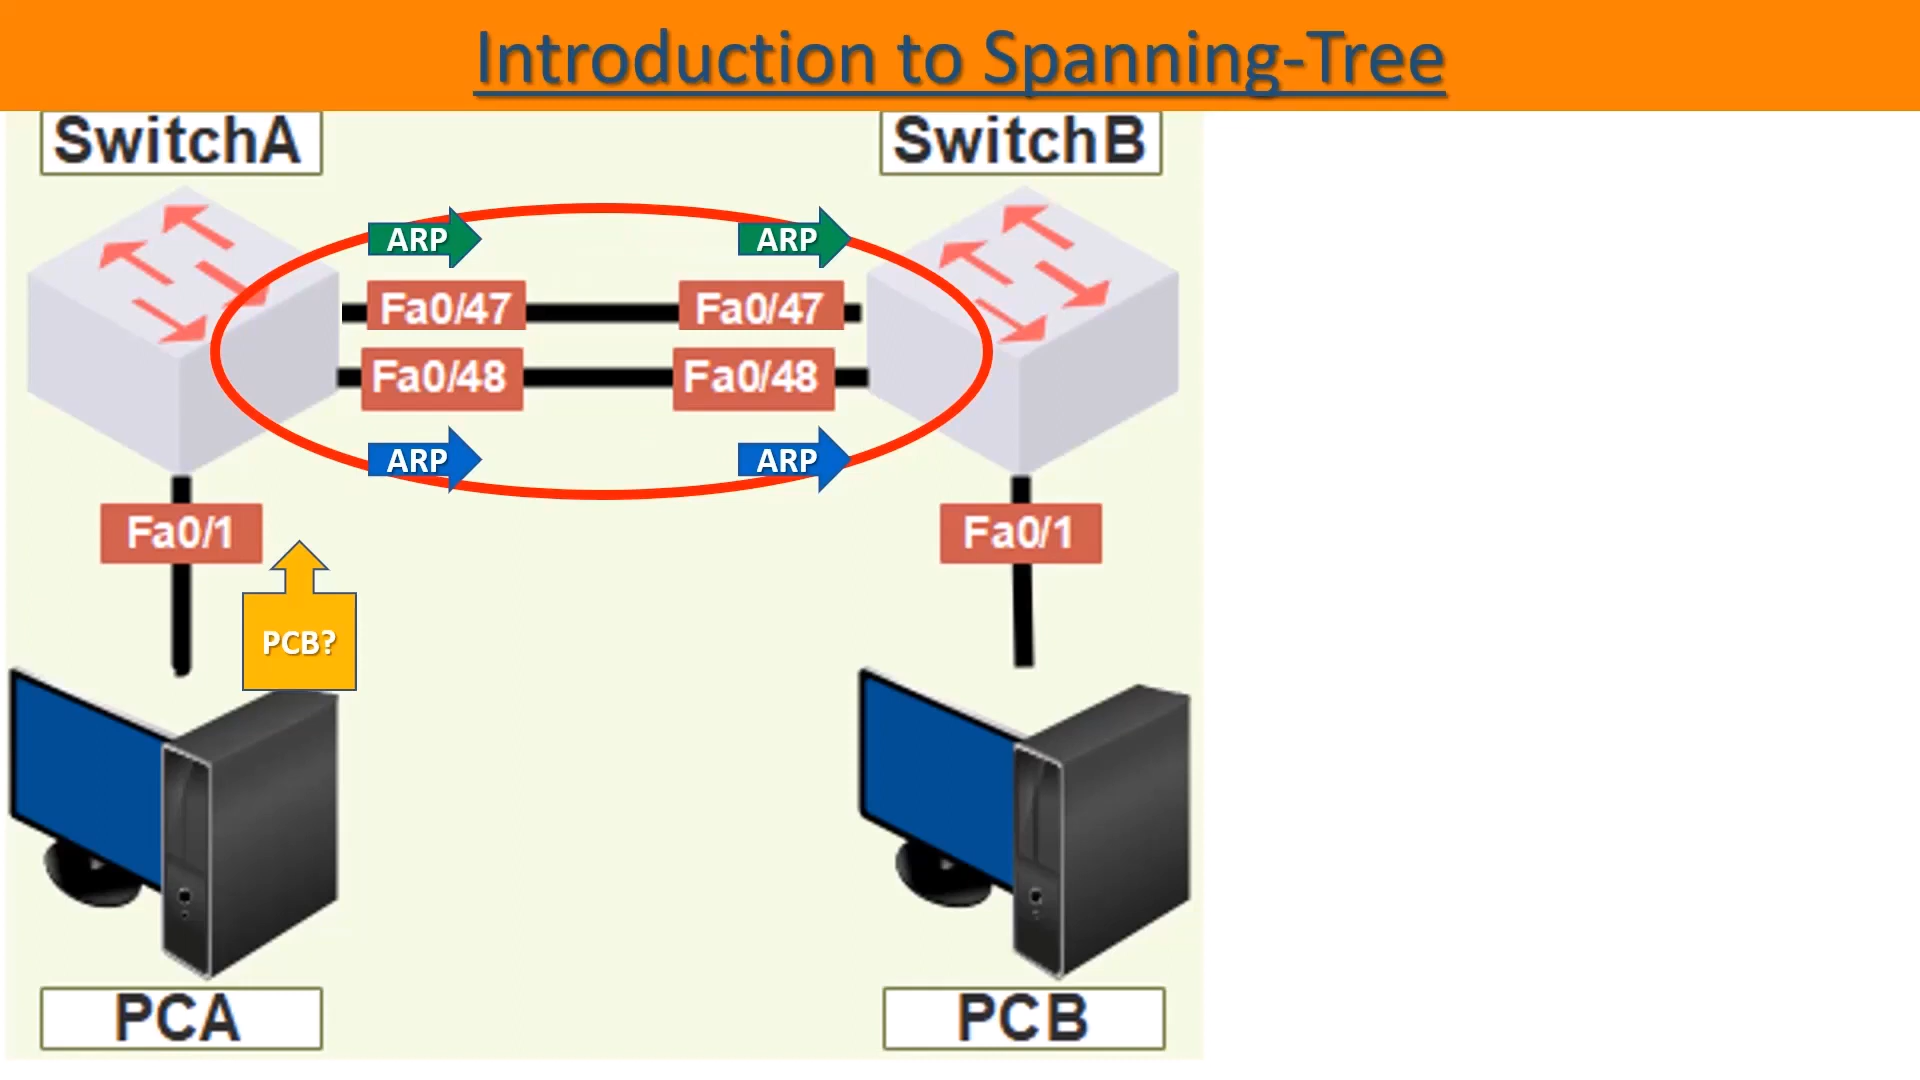 Introduction to Spanning-Tree
SwitchA
SwitchB
ARP
ARP
Fa0/47
Fa0/47
Fa0/48
Fa0/48
ARP
ARP
Fa0/1
Fa0/1
PCB?
PCA
PCB